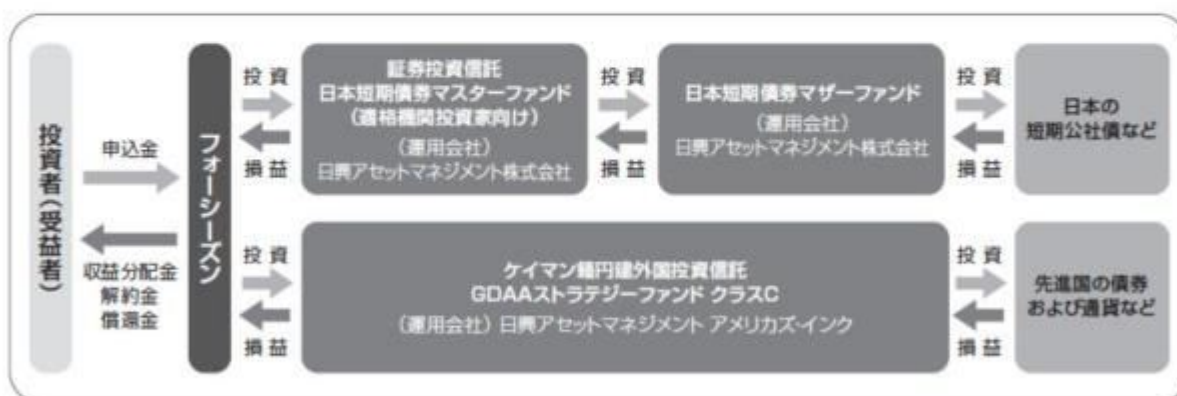 投資者(受益者)
申込金
収益分配金
解約金
償還金
フォーシーズン
投 資
損 益
証券投資信託
日本短期債券マスターファンド
(適格機関投資家向け)
(運用会社)
日興アセットマネジメント株式会社
投 資
損 益
日本短期債券マザーファンド
(運用会社)
日興アセットマネジメント株式会社
投 資
損 益
日本の
短期公社債など
投 資
損 益
ケイマン籍円建外国投資信託
GDAAストラテジーファンド クラスC
(運用会社) 日興アセットマネジメント アメリカズ・インク
投 資
損 益
先進国の債券
および通貨など